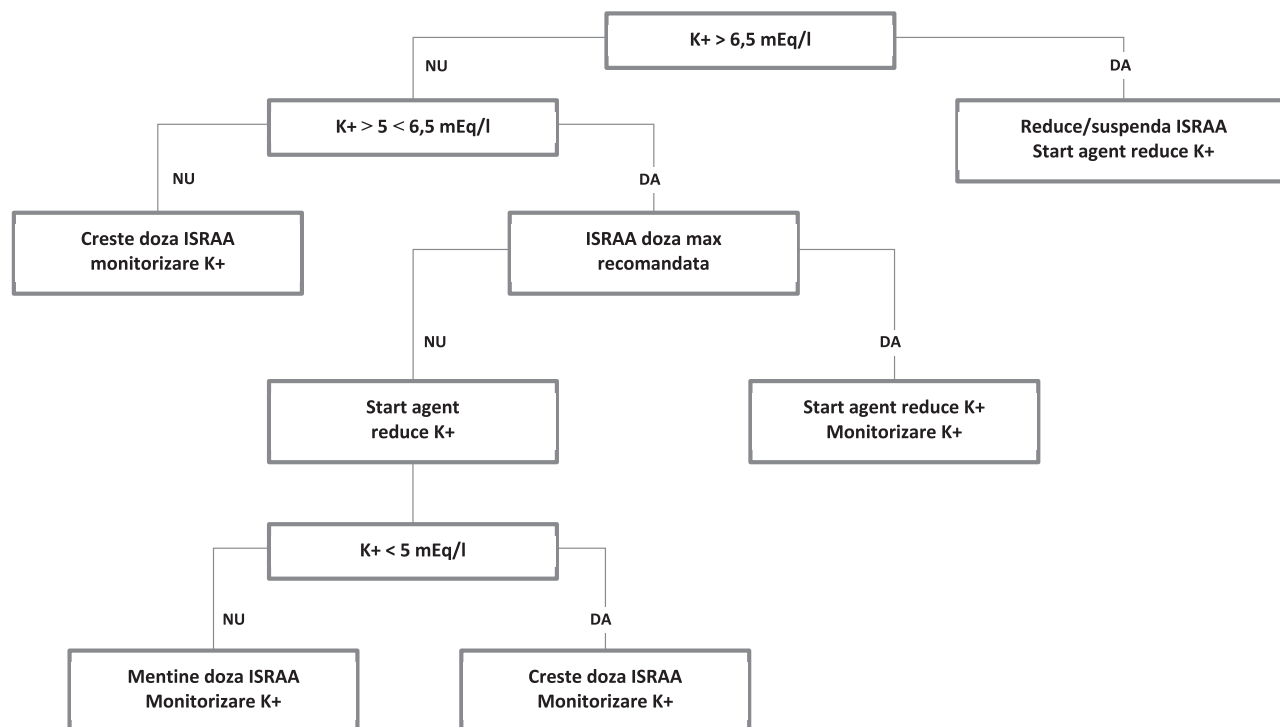 K+ > 6,5 mEq/l
NU
DA
K+ > 5 < 6,5 mEq/l
Reduce/suspenda ISRAA
Start agent reduce K+
NU
DA
Creste doza ISRAA
monitorizare K+
ISRAA doza max
recomandata
NU
DA
Start agent
reduce K+
Start agent reduce K+
Monitorizare K+
K+ < 5 mEq/l
NU
DA
Mentine doza ISRAA
Monitorizare K+
Creste doza ISRAA
Monitorizare K+